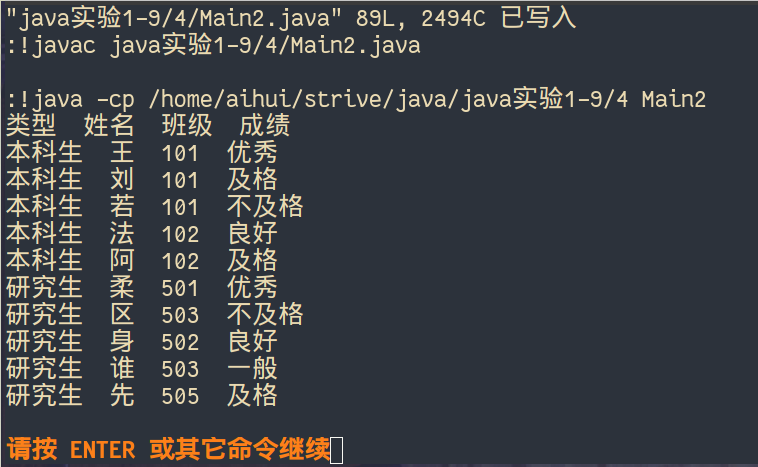 "java实验1-9/4/Main2.java" 89L, 2494C 已写入
:!javac java实验1-9/4/Main2.java
:!java -cp /home/aihui/strive/java/java实验1-9/4 Main2
类型  姓名  班级  成绩
本科生  王  101  优秀
本科生  刘  101  及格
本科生  若  101  不及格
本科生  法  102  良好
本科生  阿  102  及格
研究生  柔  501  优秀
研究生  区  503  不及格
研究生  身  502  良好
研究生  谁  503  一般
研究生  先  505  及格
请按 ENTER 或其它命令继续